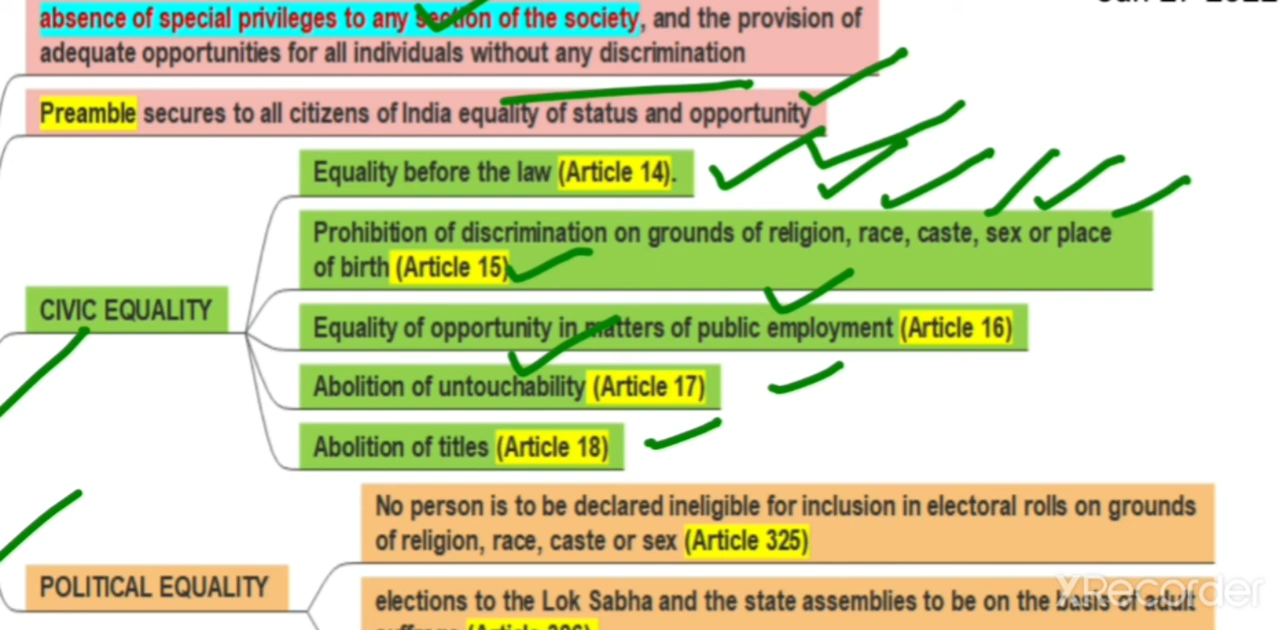 Jan 27 2022
absence of special privileges to any section of the society, and the provision of
adequate opportunities for all individuals without any discrimination
Preamble secures to all citizens of India equality of status and opportunity
Equality before the law (Article 14).
Prohibition of discrimination on grounds of religion, race, caste, sex or place
of birth (Article 15)
CIVIC EQUALITY
Equality of opportunity in matters of public employment (Article 16)
Abolition of untouchability (Article 17)
Abolition of titles (Article 18)
No person is to be declared ineligible for inclusion in electoral rolls on grounds
of religion, race, caste or sex (Article 325)
POLITICAL EQUALITY
elections to the Lok Sabha and the state assemblies to be on the basis of adult
XRecorder